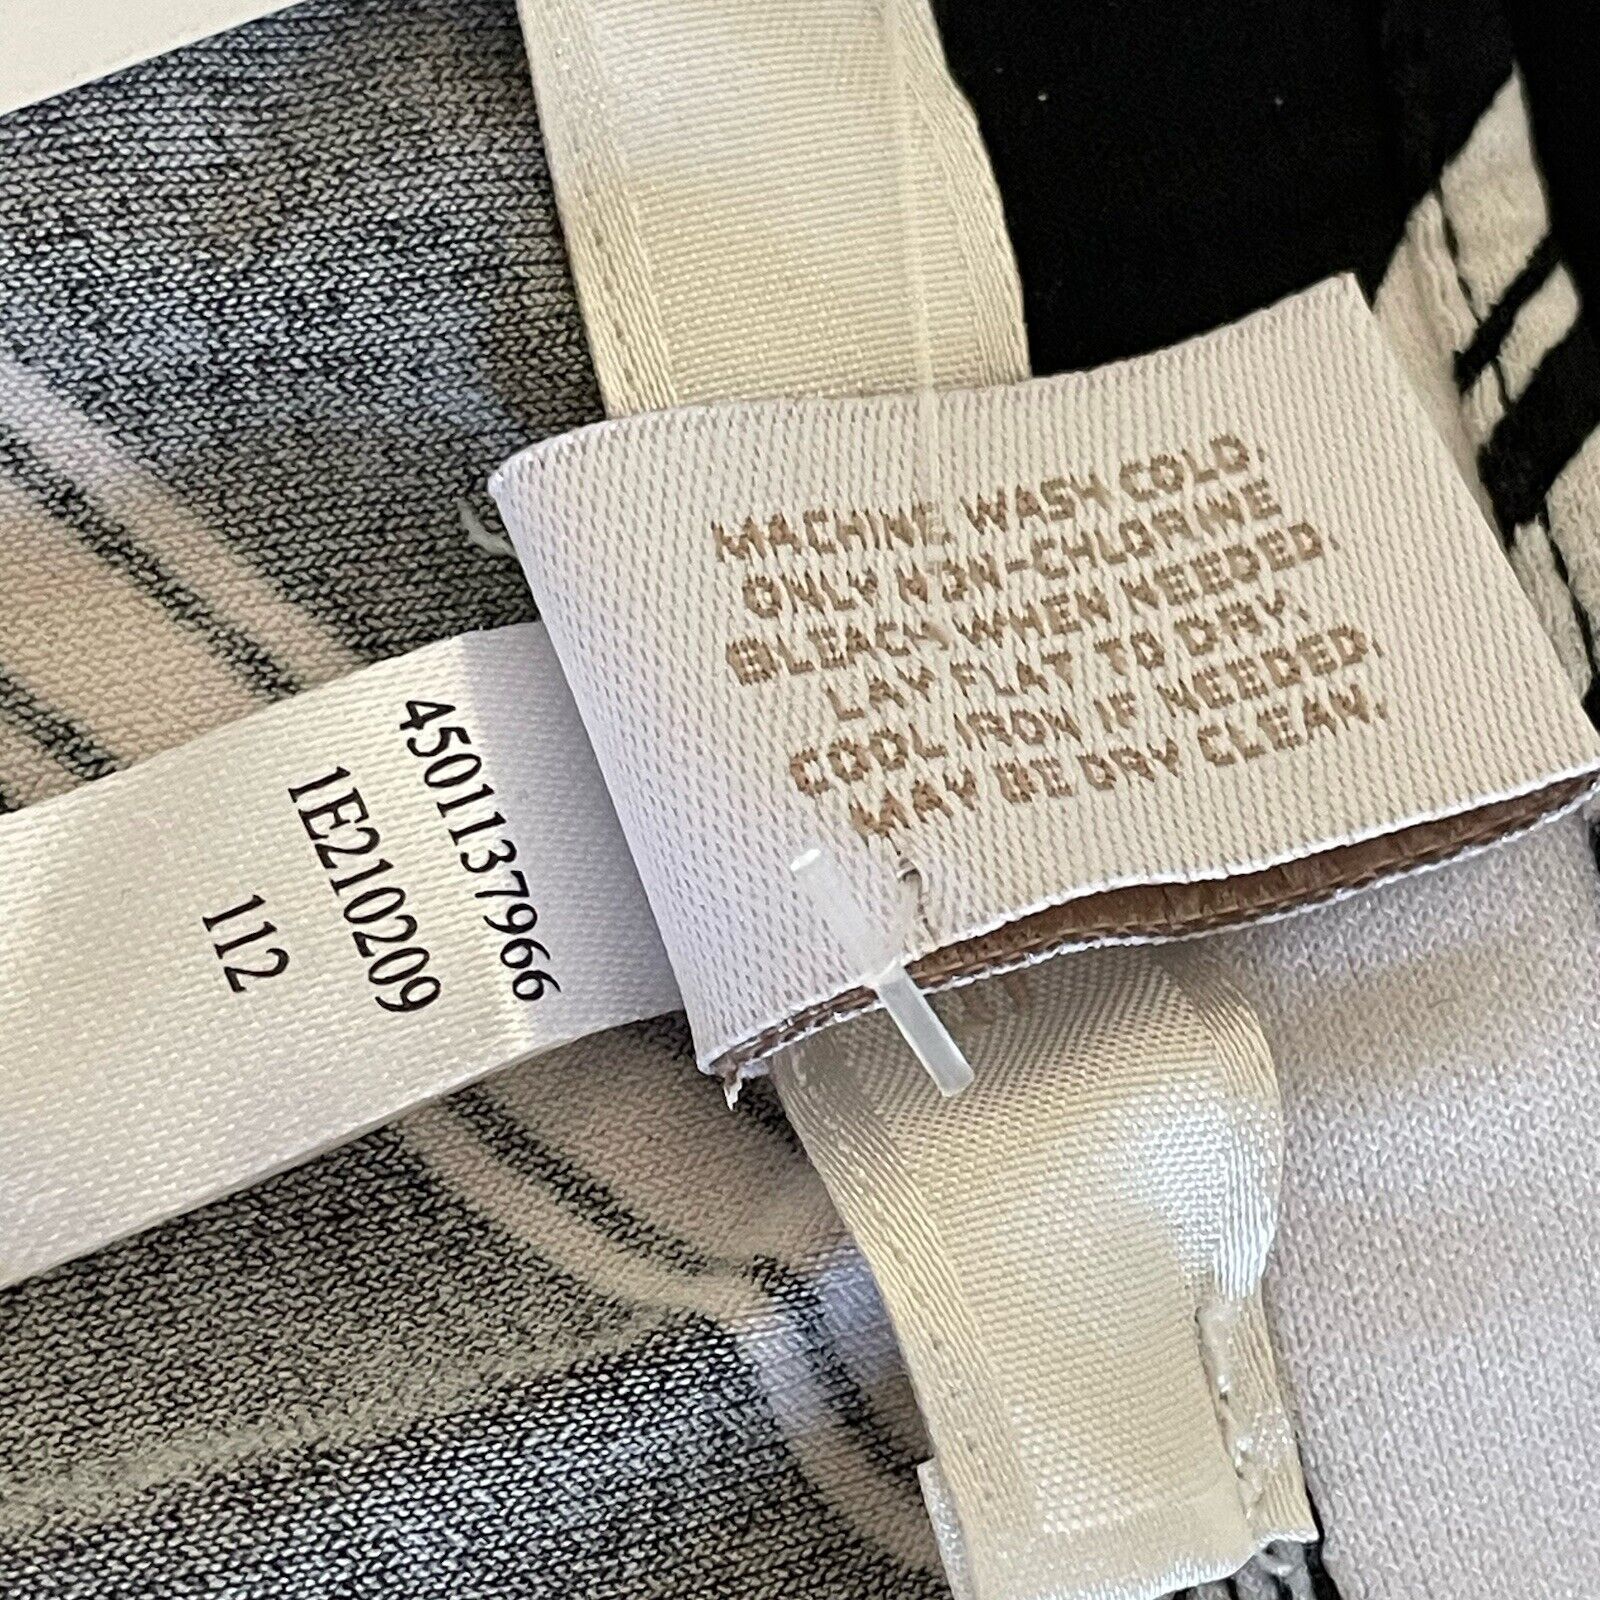 MACHINE WASH COLD.
ONLY NON-CHLORINE
BLEACH WHEN NEEDED.
LAY FLAT TO DRY.
COOL IRON IF NEEDED.
MAY BE DRY CLEAN.
4501137966
1E210209
112